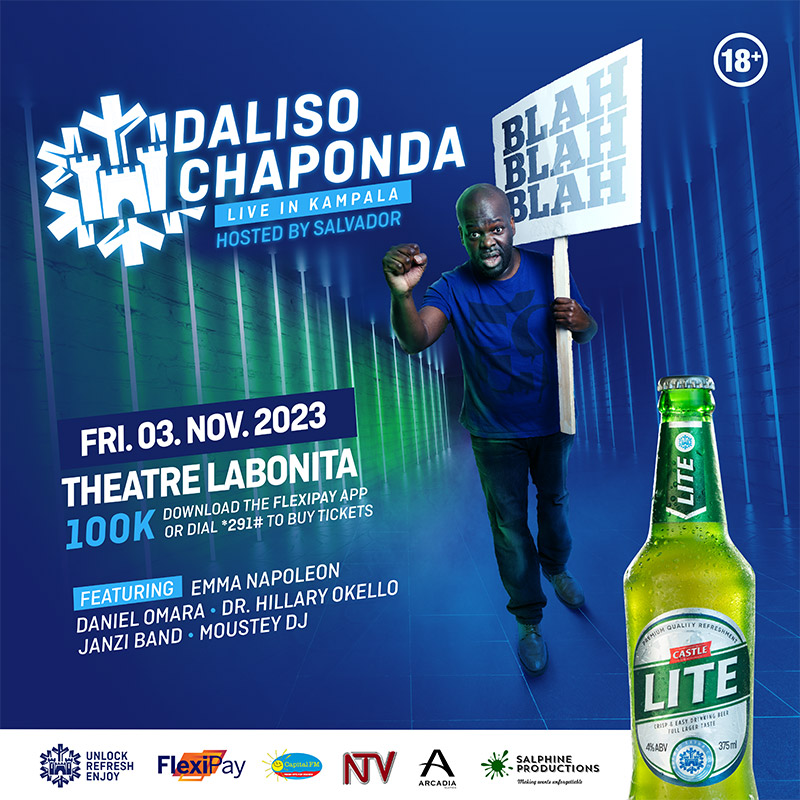 18+
DALISO
CHAPONDA
LIVE IN KAMPALA
HOSTED BY SALVADOR
BLAH
BLAH
BLAH
FRI. 03. NOV. 2023
THEATRE LABONITA
100K
DOWNLOAD THE FLEXIPAY APP
OR DIAL *291# TO BUY TICKETS
FEATURING EMMA NAPOLEON
DANIEL OMARA • DR. HILLARY OKELLO
JANZI BAND • MOUSTEY DJ
LITE
PREMIUM QUALITY REFRESHMENT
CASTLE
LITE
CRISP & EASY DRINKING BEER
FULL LAGER TASTE
4% ABV
375ml
UNLOCK
REFRESH
ENJOY
FlexiPay
Capital FM
NTV
A
ARCADIA
SALPHINE
PRODUCTIONS
Making events unforgettable